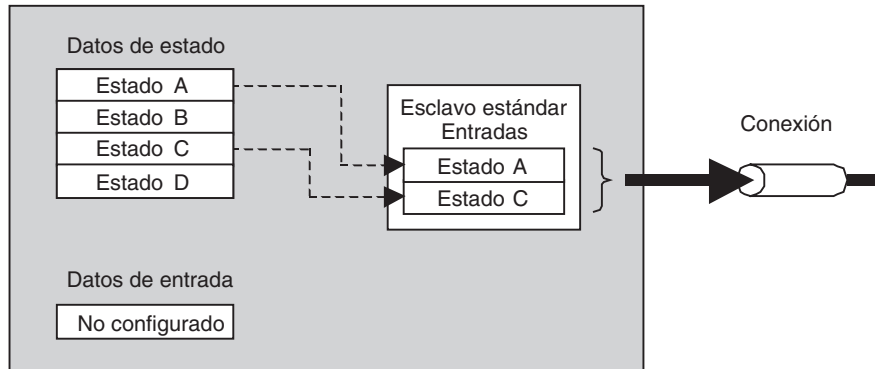 Datos de estado
Estado A
Estado B
Estado C
Estado D
Esclavo estándar
Entradas
Estado A
Estado C
Conexión
Datos de entrada
No configurado